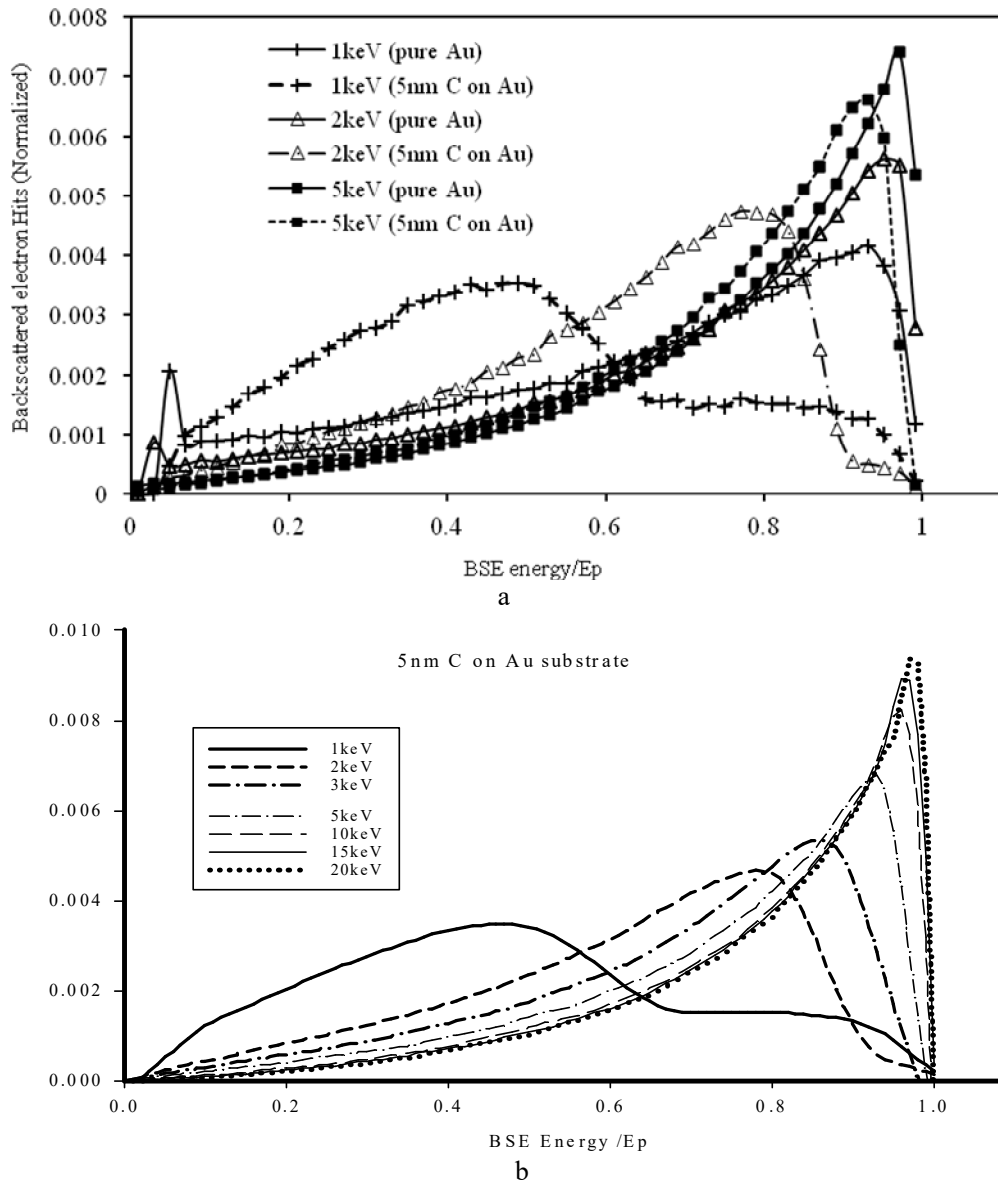 0.008
0.007
0.006
0.005
0.004
0.003
0.002
0.001
0
Backscattered electron Hits (Normalized)
1keV (pure Au)
1keV (5nm C on Au)
2keV (pure Au)
2keV (5nm C on Au)
5keV (pure Au)
5keV (5nm C on Au)
0 0.2 0.4 0.6 0.8 1
BSE energy/Ep
a
0.010
0.008
0.006
0.004
0.002
0.000
5nm C on Au substrate
1keV
2keV
3keV
5keV
10keV
15keV
20keV
0.0 0.2 0.4 0.6 0.8 1.0
BSE Energy /Ep
b